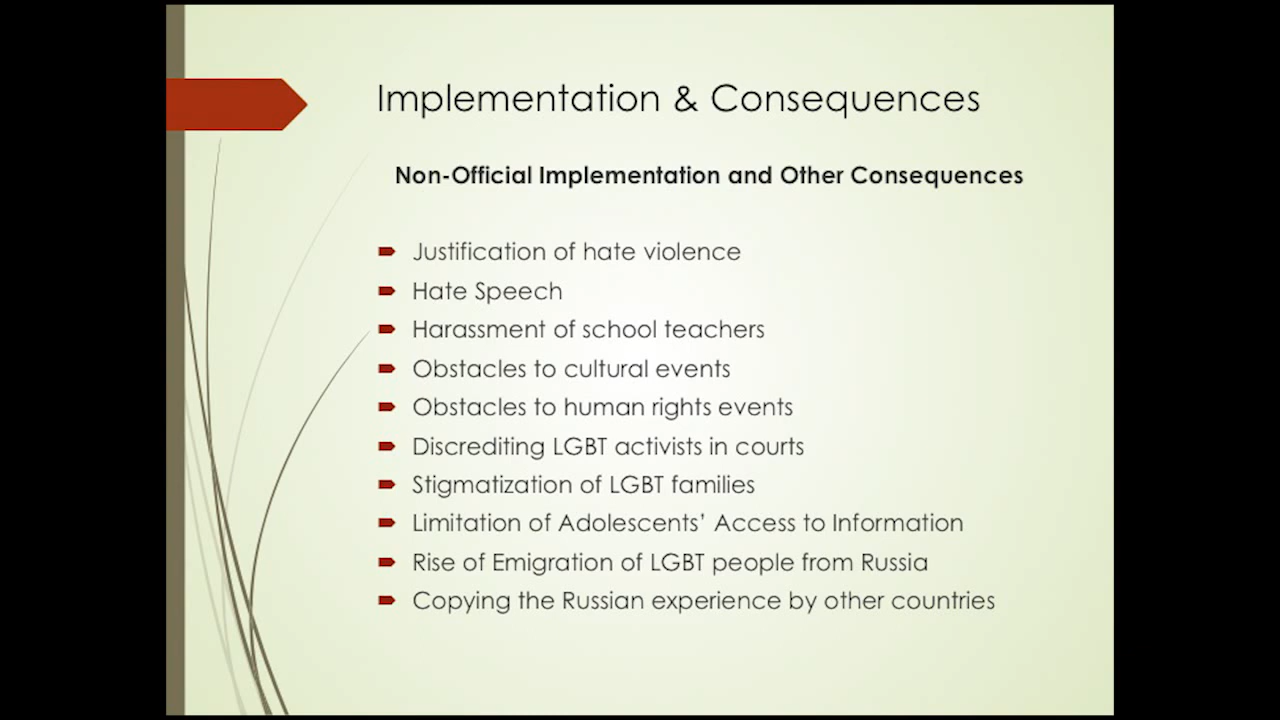 Implementation & Consequences
Non-Official Implementation and Other Consequences
Justification of hate violence
Hate Speech
Harassment of school teachers
Obstacles to cultural events
Obstacles to human rights events
Discrediting LGBT activists in courts
Stigmatization of LGBT families
Limitation of Adolescents’ Access to Information
Rise of Emigration of LGBT people from Russia
Copying the Russian experience by other countries